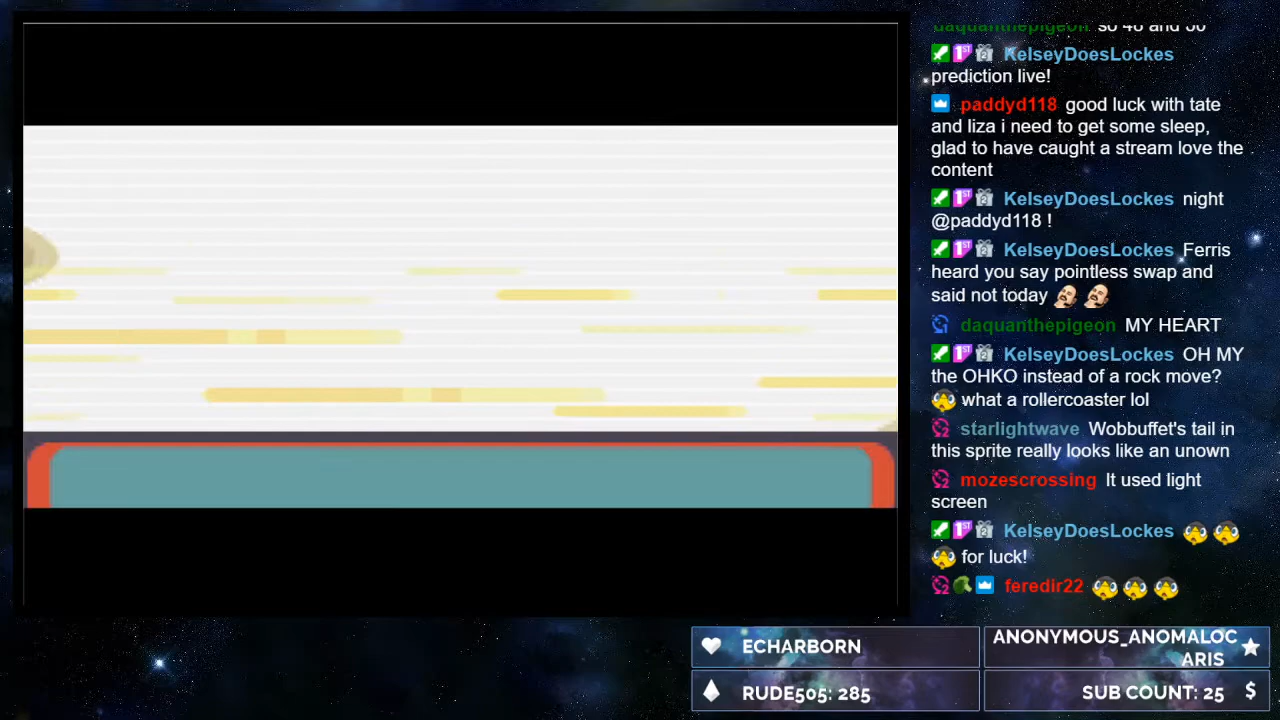 daquanthepigeon: so 48 and 50
KelseyDoesLockes
prediction live!
paddyd118 good luck with tate
and liza i need to get some sleep,
glad to have caught a stream love the
content
KelseyDoesLockes night
@paddyd118 !
KelseyDoesLockes Ferris
heard you say pointless swap and
said not today
daquanthepigeon MY HEART
KelseyDoesLockes OH MY
the OHKO instead of a rock move?
what a rollercoaster lol
starlightwave Wobbuffet's tail in
this sprite really looks like an unown
mozescrossing It used light
screen
KelseyDoesLockes
for luck!
feredir22
ECHARBORN
ANONYMOUS_ANOMALOC
ARIS
RUDE505: 285
SUB COUNT: 25 $